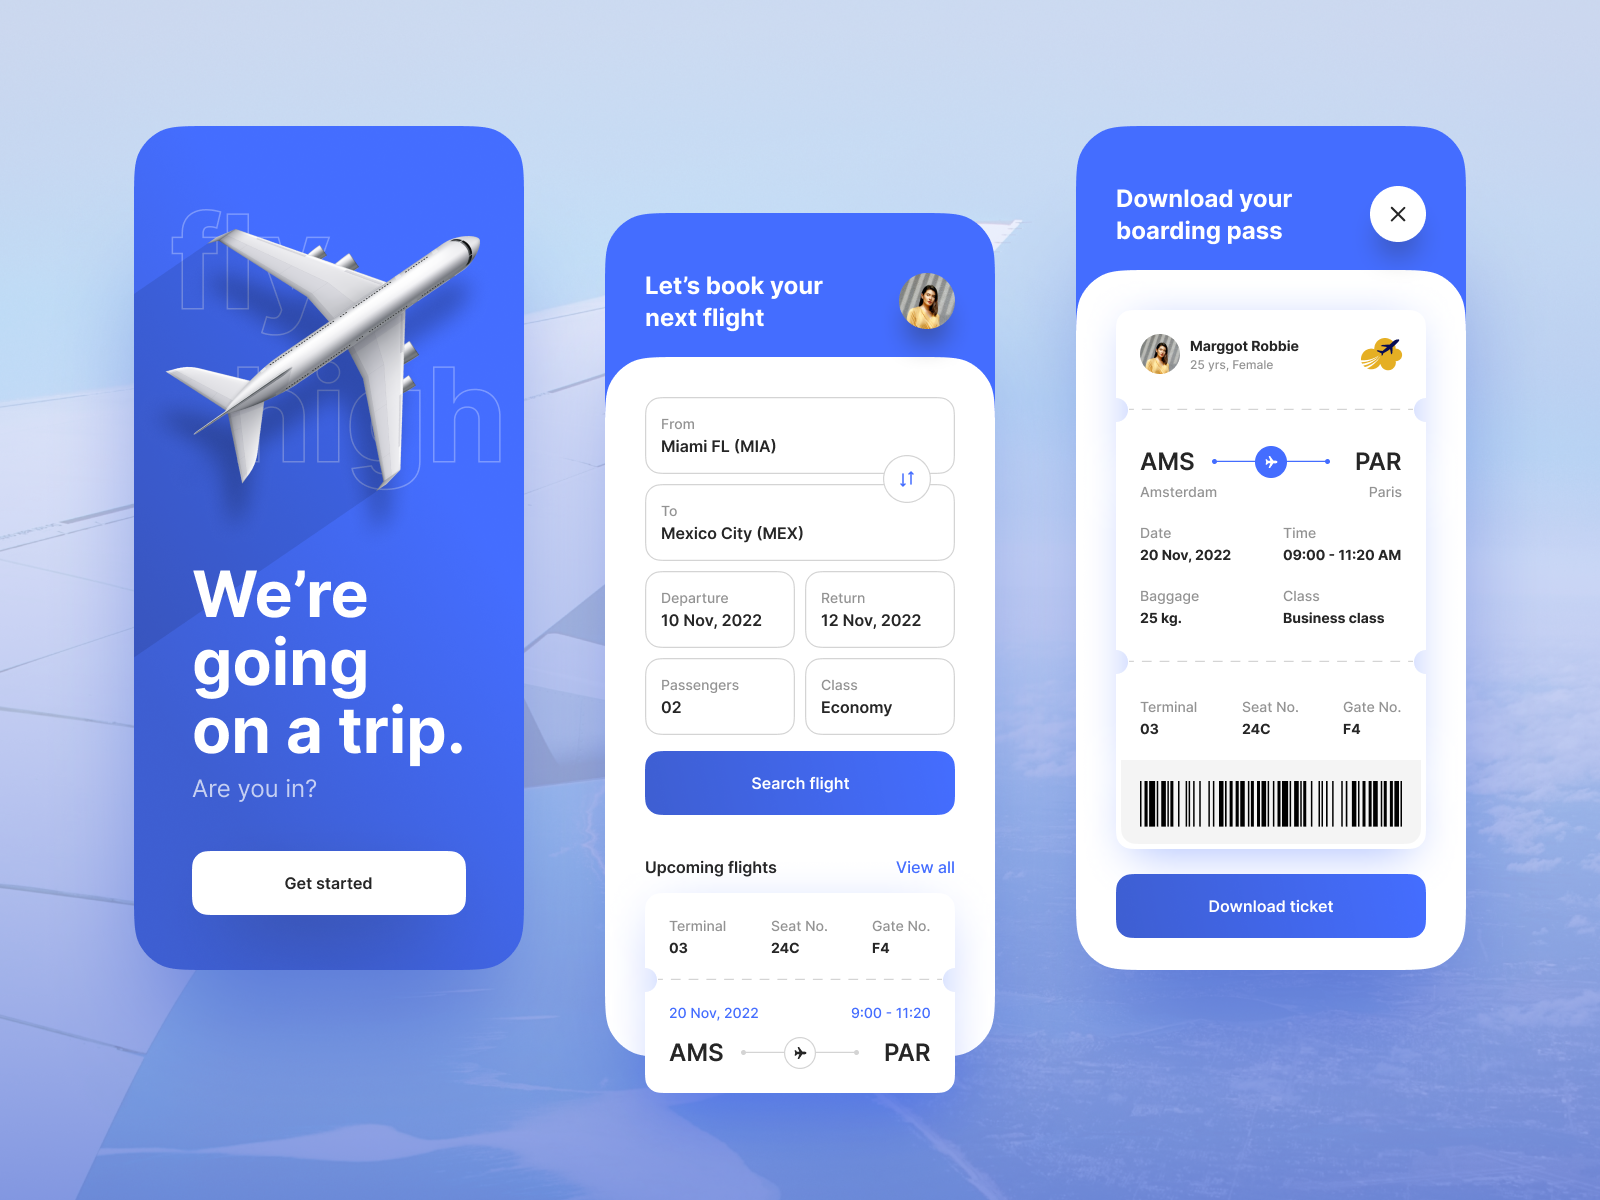 fly
high
We’re
going
on a trip.
Are you in?
Get started
Let’s book your
next flight
From
Miami FL (MIA)
To
Mexico City (MEX)
Departure
10 Nov, 2022
Return
12 Nov, 2022
Passengers
02
Class
Economy
Search flight
Upcoming flights
View all
Terminal
03
Seat No.
24C
Gate No.
F4
20 Nov, 2022
9:00 - 11:20
AMS
PAR
Download your
boarding pass
Marggot Robbie
25 yrs, Female
AMS
PAR
Amsterdam
Paris
Date
20 Nov, 2022
Time
09:00 - 11:20 AM
Baggage
25 kg.
Class
Business class
Terminal
03
Seat No.
24C
Gate No.
F4
Download ticket